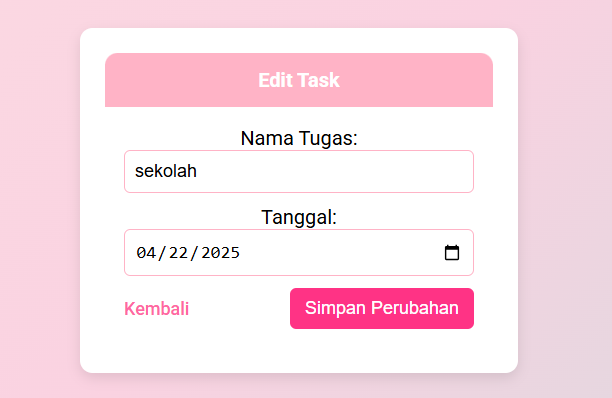 Edit Task
Nama Tugas:
sekolah
Tanggal:
04/22/2025
Kembali
Simpan Perubahan